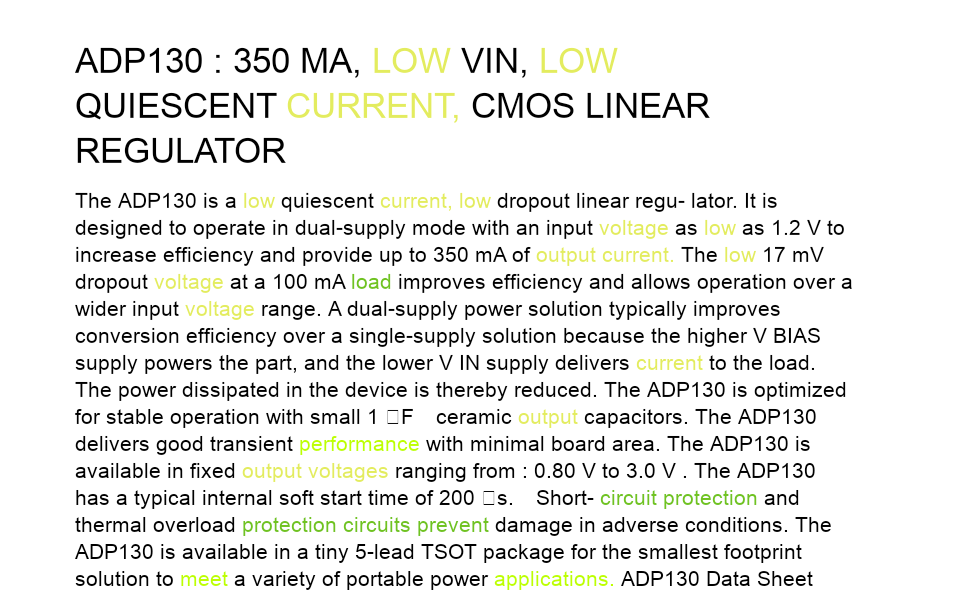 ADP130 : 350 MA, LOW VIN, LOW
QUIESCENT CURRENT, CMOS LINEAR
REGULATOR
The ADP130 is a low quiescent current, low dropout linear regu- lator. It is
designed to operate in dual-supply mode with an input voltage as low as 1.2 V to
increase efficiency and provide up to 350 mA of output current. The low 17 mV
dropout voltage at a 100 mA load improves efficiency and allows operation over a
wider input voltage range. A dual-supply power solution typically improves
conversion efficiency over a single-supply solution because the higher V BIAS
supply powers the part, and the lower V IN supply delivers current to the load.
The power dissipated in the device is thereby reduced. The ADP130 is optimized
for stable operation with small 1 □F ceramic output capacitors. The ADP130
delivers good transient performance with minimal board area. The ADP130 is
available in fixed output voltages ranging from : 0.80 V to 3.0 V . The ADP130
has a typical internal soft start time of 200 □s. Short- circuit protection and
thermal overload protection circuits prevent damage in adverse conditions. The
ADP130 is available in a tiny 5-lead TSOT package for the smallest footprint
solution to meet a variety of portable power applications. ADP130 Data Sheet